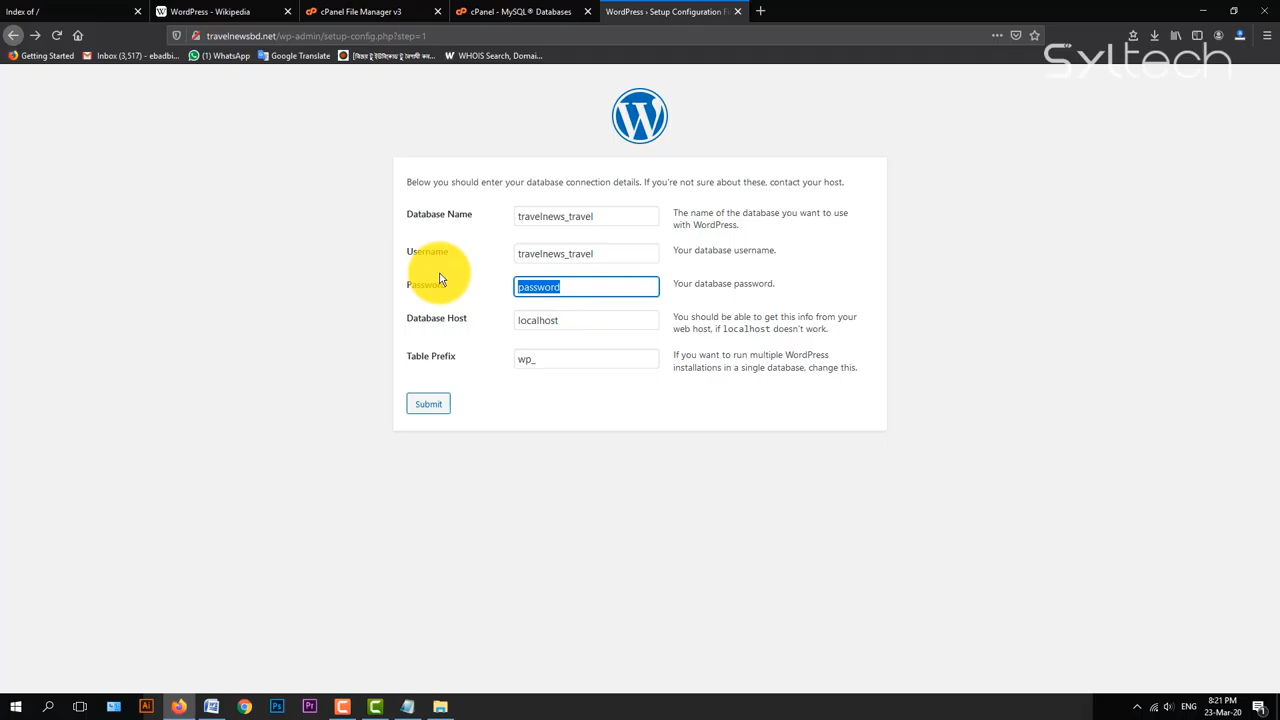 Index of /
WordPress - Wikipedia
cPanel File Manager v3
cPanel - MySQL® Databases
WordPress › Setup Configuration F
travelnewsbd.net/wp-admin/setup-config.php?step=1
Getting Started
Inbox (3,517) - ebadbi...
(1) WhatsApp
Google Translate
WHOIS Search, Domai...
Syltech
Below you should enter your database connection details. If you're not sure about these, contact your host.
Database Name
travelnews_travel
The name of the database you want to use
with WordPress.
Username
travelnews_travel
Your database username.
Password
password
Your database password.
Database Host
localhost
You should be able to get this info from your
web host, if localhost doesn't work.
Table Prefix
wp_
If you want to run multiple WordPress
installations in a single database, change this.
Submit
8:21 PM
ENG
23-Mar-20